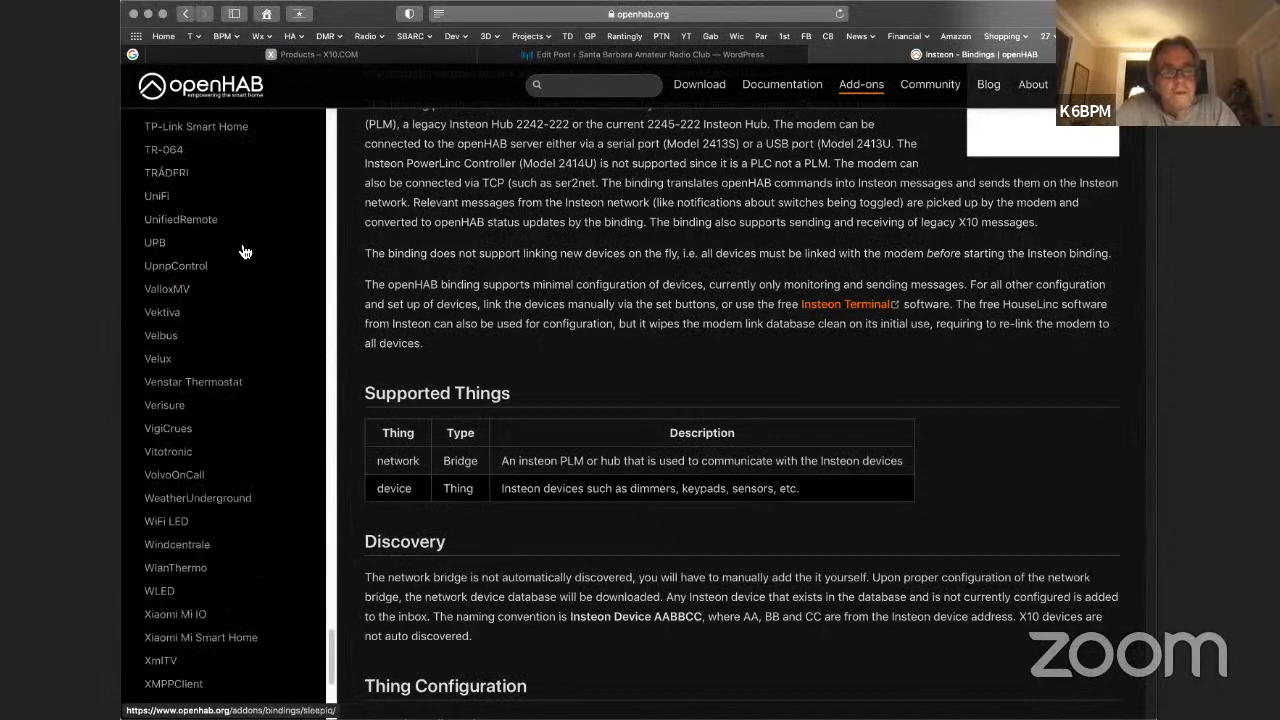 openhab.org
Home T BPM Wx HA DMR Radio SBARC Dev 3D Projects TD GP Rantingly PTN YT Gab Wic Par 1st FB CB News Financial Amazon Shopping 27
Products – X10.COM
Edit Post ‹ Santa Barbara Amateur Radio Club — WordPress
Insteon - Bindings | openHAB
openHAB
empowering the smart home
Download Documentation Add-ons Community Blog About
K6BPM
TP-Link Smart Home
TR-064
TRÅDFRI
UniFi
UnifiedRemote
UPB
UpnpControl
ValloxMV
Vektiva
Velbus
Velux
Venstar Thermostat
Verisure
VigiCrues
Vitotronic
VolvoOnCall
WeatherUnderground
WiFi LED
Windcentrale
WlanThermo
WLED
Xiaomi Mi IO
Xiaomi Mi Smart Home
XmlTV
XMPPClient
https://www.openhab.org/addons/bindings/sleepiq/
(PLM), a legacy Insteon Hub 2242-222 or the current 2245-222 Insteon Hub. The modem can be
connected to the openHAB server either via a serial port (Model 2413S) or a USB port (Model 2413U. The
Insteon PowerLinc Controller (Model 2414U) is not supported since it is a PLC not a PLM. The modem can
also be connected via TCP (such as ser2net. The binding translates openHAB commands into Insteon messages and sends them on the Insteon
network. Relevant messages from the Insteon network (like notifications about switches being toggled) are picked up by the modem and
converted to openHAB status updates by the binding. The binding also supports sending and receiving of legacy X10 messages.
The binding does not support linking new devices on the fly, i.e. all devices must be linked with the modem before starting the Insteon binding.
The openHAB binding supports minimal configuration of devices, currently only monitoring and sending messages. For all other configuration
and set up of devices, link the devices manually via the set buttons, or use the free Insteon Terminal software. The free HouseLinc software
from Insteon can also be used for configuration, but it wipes the modem link database clean on its initial use, requiring to re-link the modem to
all devices.
Supported Things
Thing Type Description
network Bridge An insteon PLM or hub that is used to communicate with the Insteon devices
device Thing Insteon devices such as dimmers, keypads, sensors, etc.
Discovery
The network bridge is not automatically discovered, you will have to manually add the it yourself. Upon proper configuration of the network
bridge, the network device database will be downloaded. Any Insteon device that exists in the database and is not currently configured is added
to the inbox. The naming convention is Insteon Device AABBCC, where AA, BB and CC are from the Insteon device address. X10 devices are
not auto discovered.
Thing Configuration
zoom